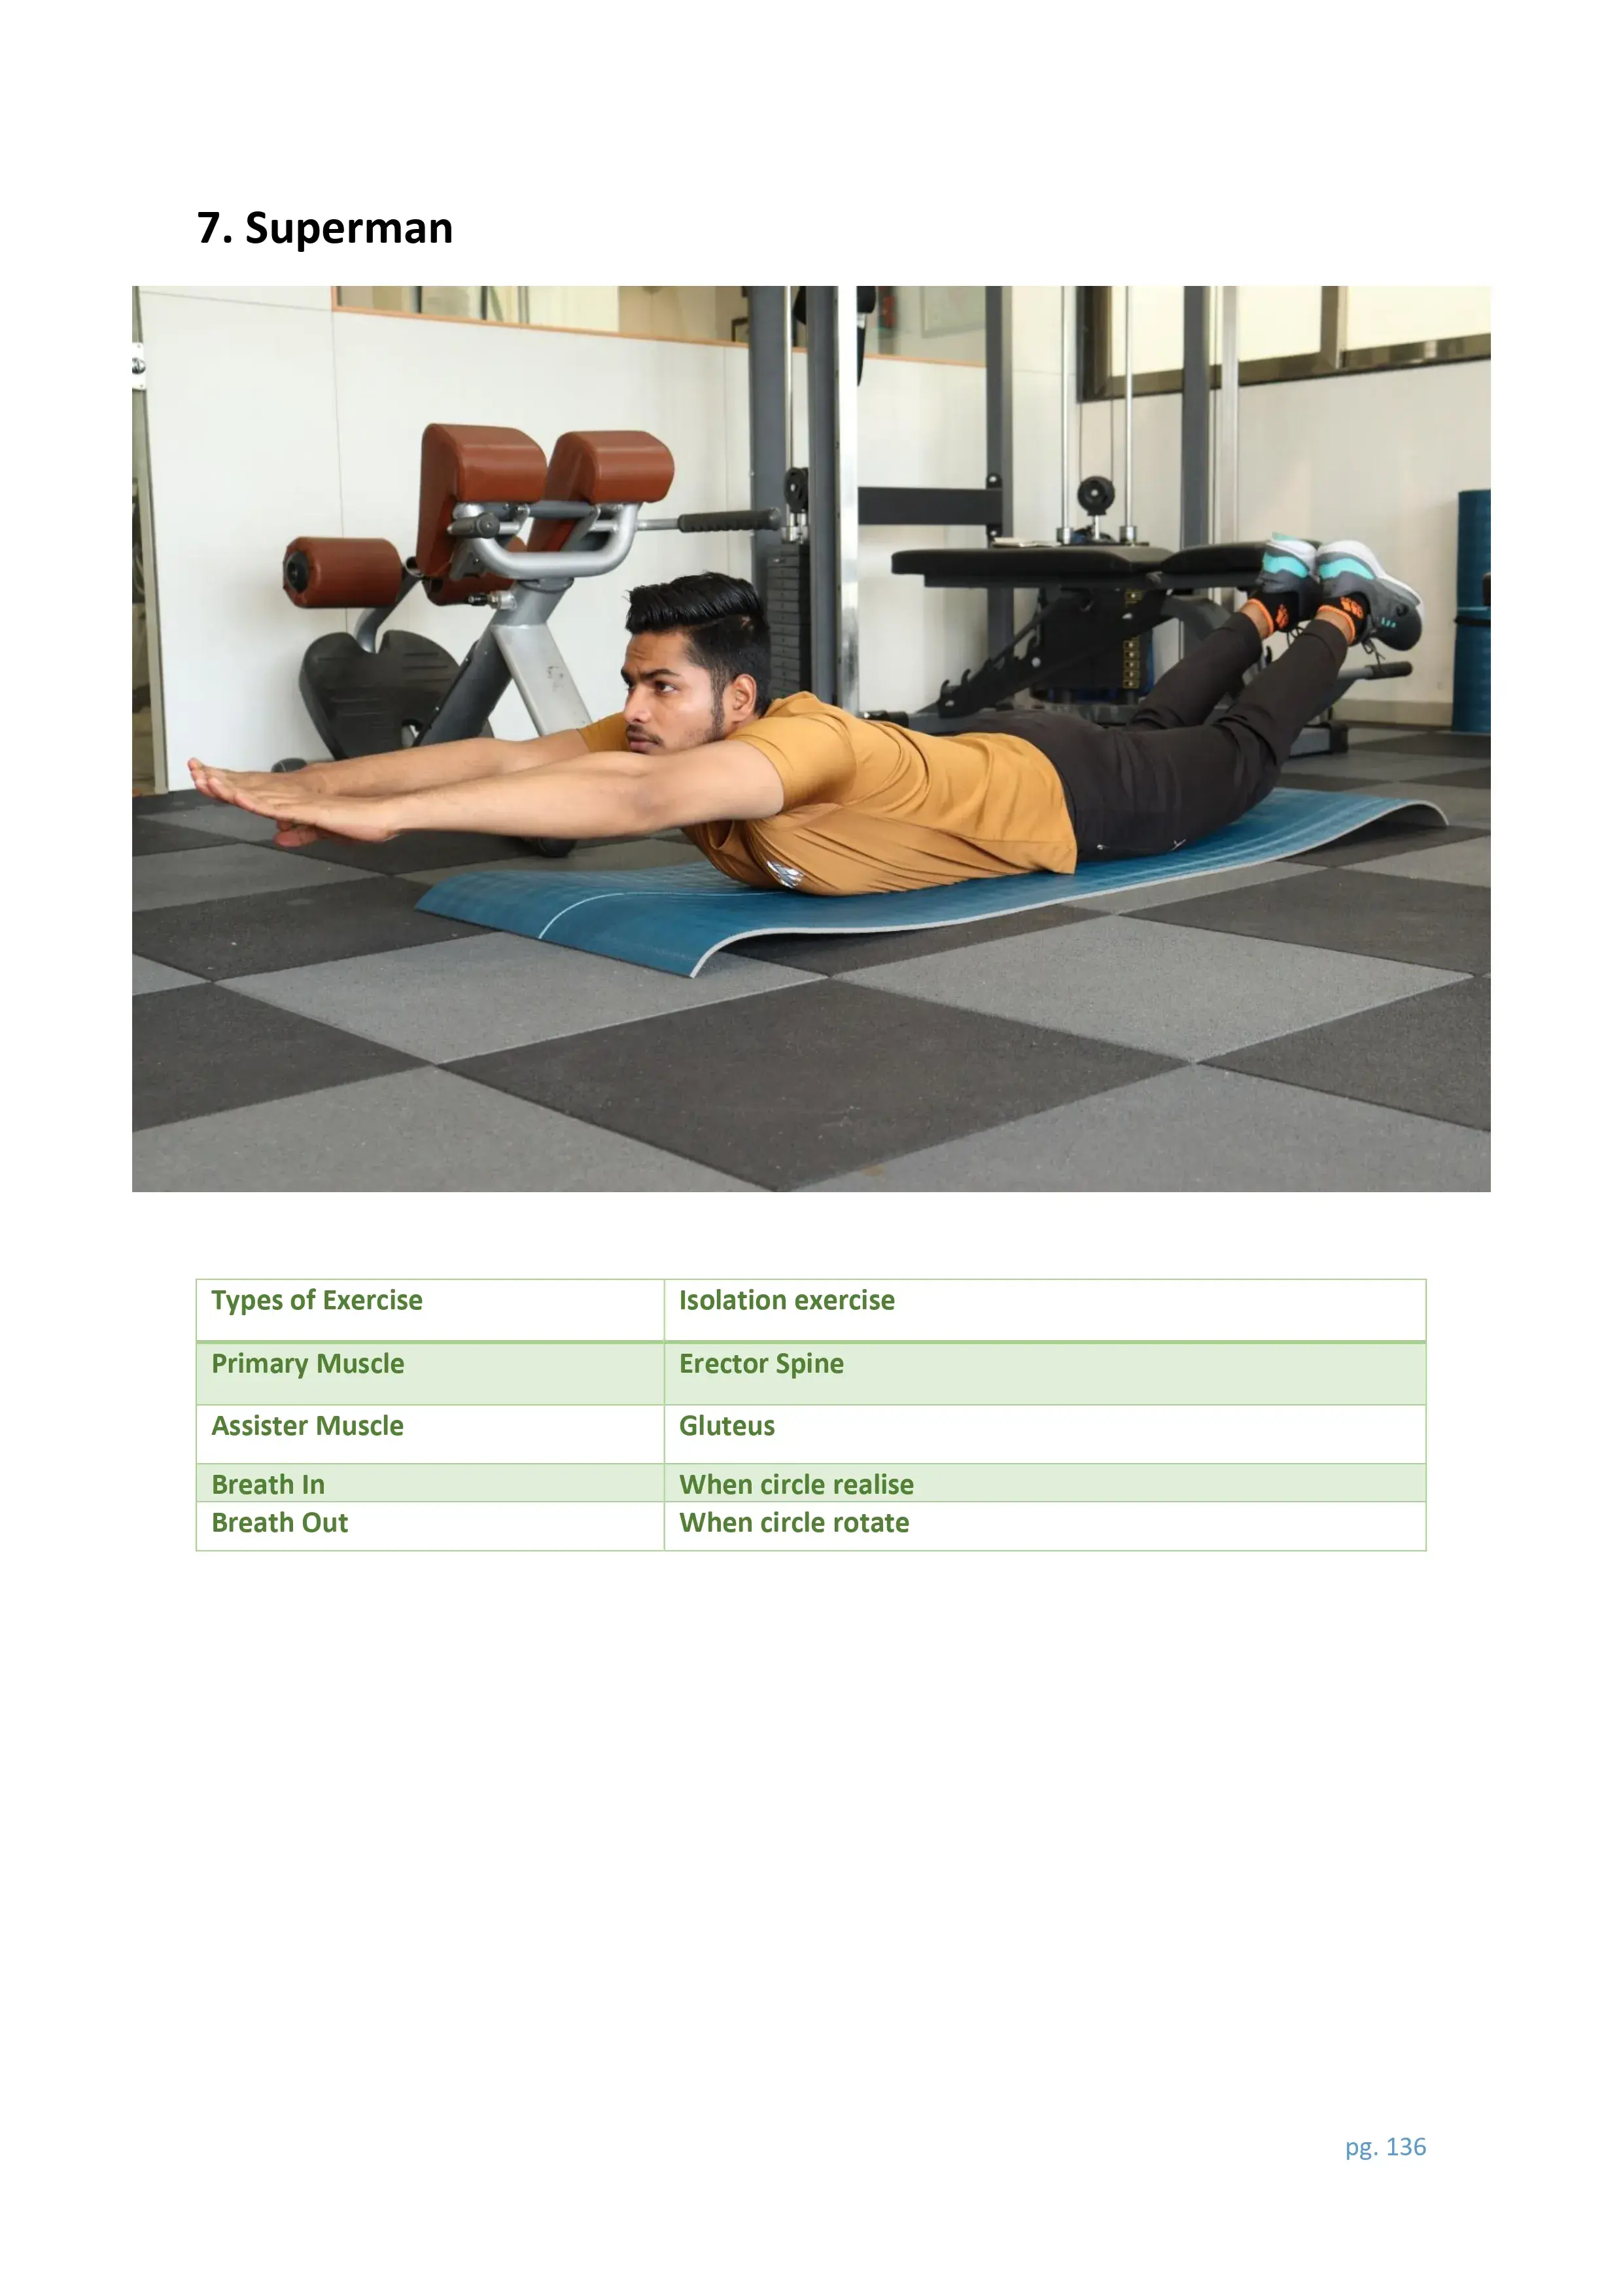 7. Superman
Types of Exercise Isolation exercise
Primary Muscle Erector Spine
Assister Muscle Gluteus
Breath In When circle realise
Breath Out When circle rotate
pg. 136